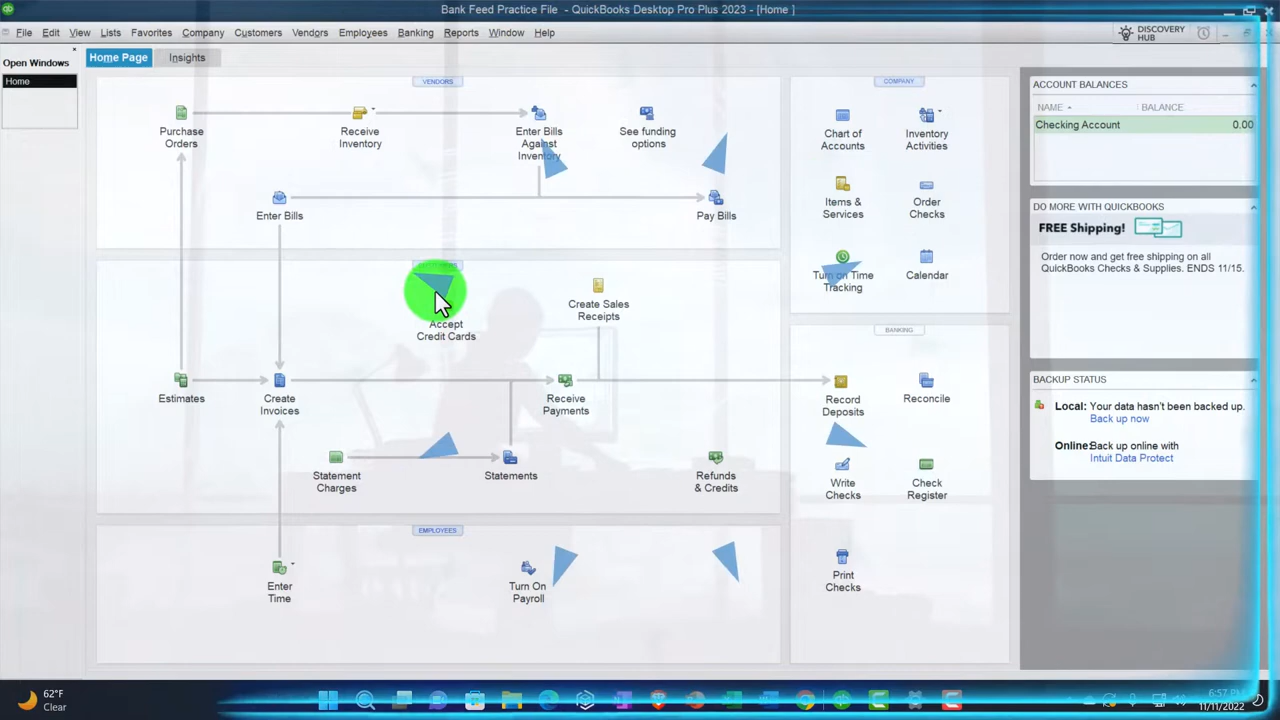 Bank Feed Practice File - QuickBooks Desktop Pro Plus 2023 - [Home ]
File Edit View Lists Favorites Company Customers Vendors Employees Banking Reports Window Help
DISCOVERY
HUB
Open Windows
Home
Home Page
Insights
VENDORS
Purchase
Orders
Receive
Inventory
Enter Bills
Against
Inventory
See funding
options
Enter Bills
Pay Bills
CUSTOMERS
Accept
Credit Cards
Create Sales
Receipts
Estimates
Create
Invoices
Receive
Payments
Statement
Charges
Statements
Refunds
& Credits
EMPLOYEES
Enter
Time
Turn On
Payroll
COMPANY
Chart of
Accounts
Inventory
Activities
Items &
Services
Order
Checks
Turn on Time
Tracking
Calendar
BANKING
Record
Deposits
Reconcile
Write
Checks
Check
Register
Print
Checks
ACCOUNT BALANCES
NAME BALANCE
Checking Account 0.00
DO MORE WITH QUICKBOOKS
FREE Shipping!
Order now and get free shipping on all
QuickBooks Checks & Supplies. ENDS 11/15.
BACKUP STATUS
Local: Your data hasn't been backed up.
Back up now
Online: Back up online with
Intuit Data Protect
62°F
Clear
6:57 PM
11/11/2022